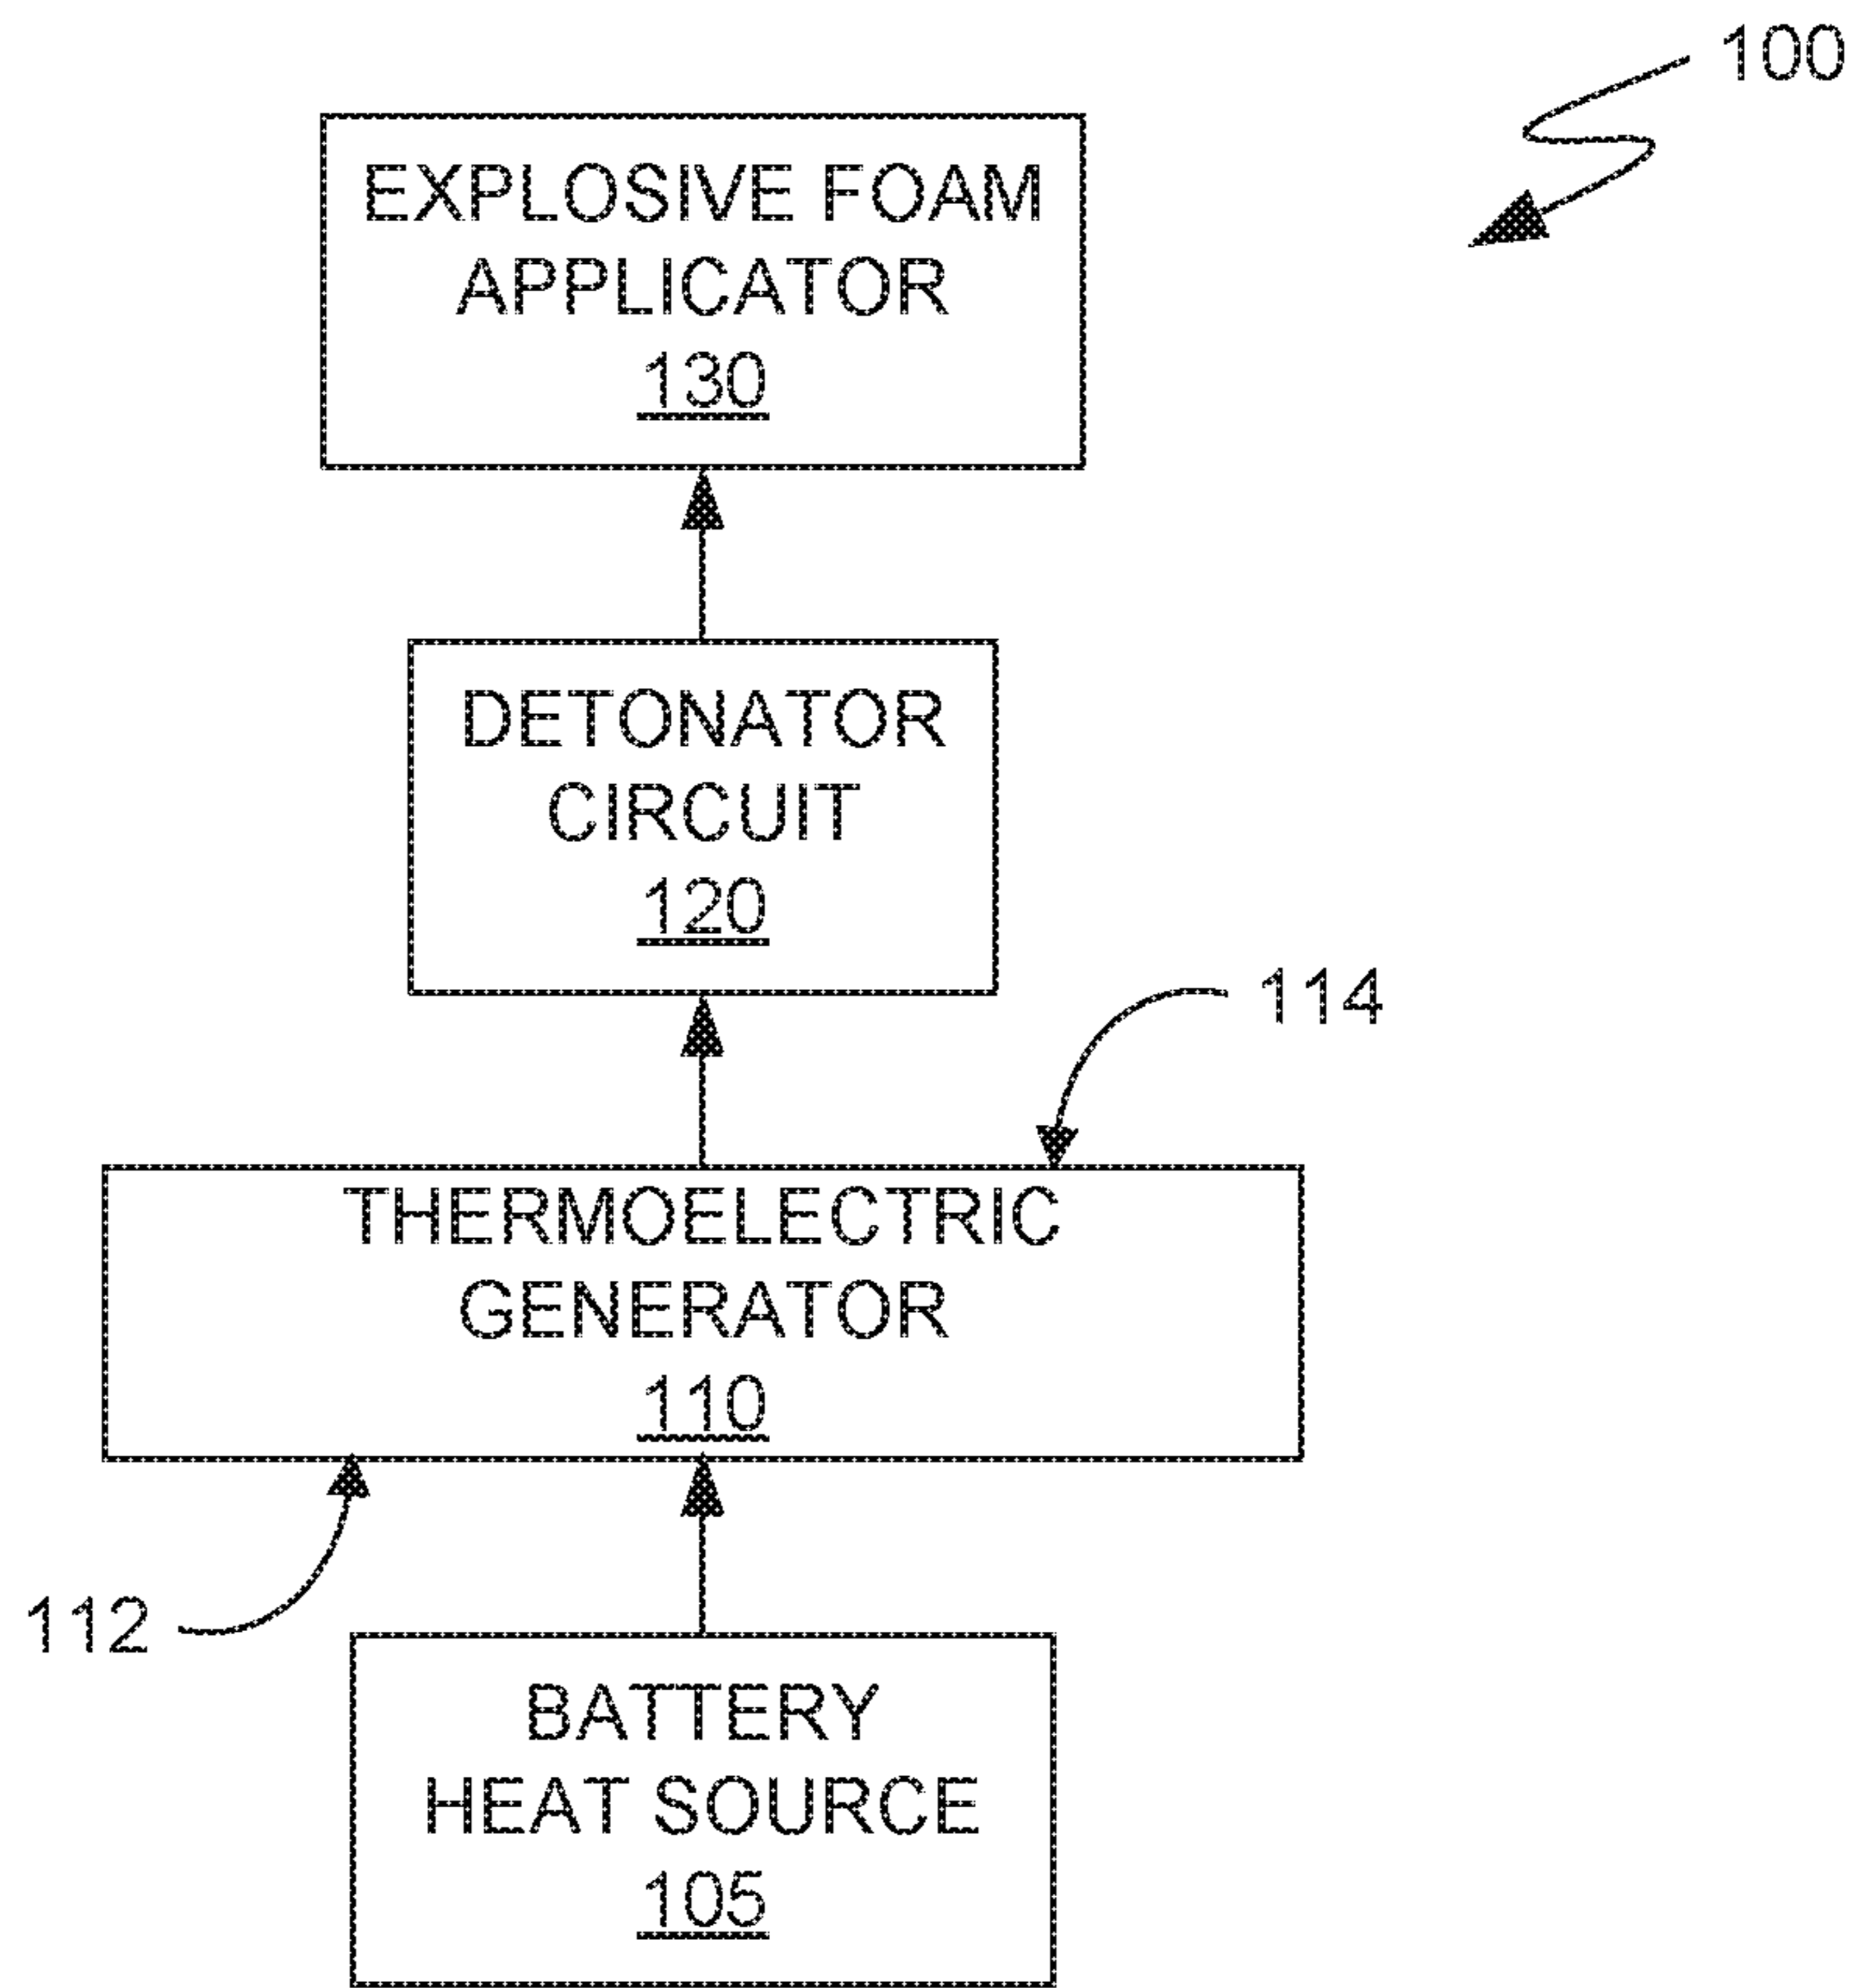 100
EXPLOSIVE FOAM
APPLICATOR
130
DETONATOR
CIRCUIT
120
114
THERMOELECTRIC
GENERATOR
110
112
BATTERY
HEAT SOURCE
105